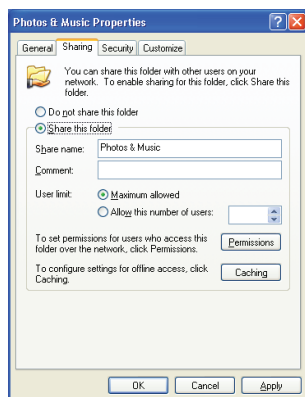 Photos & Music Properties
General Sharing Security Customize
You can share this folder with other users on your
network. To enable sharing for this folder, click Share this
folder.
Do not share this folder
Share this folder
Share name: Photos & Music
Comment:
User limit: Maximum allowed
Allow this number of users:
To set permissions for users who access this
folder over the network, click Permissions.
Permissions
To configure settings for offline access, click
Caching.
Caching
OK Cancel Apply